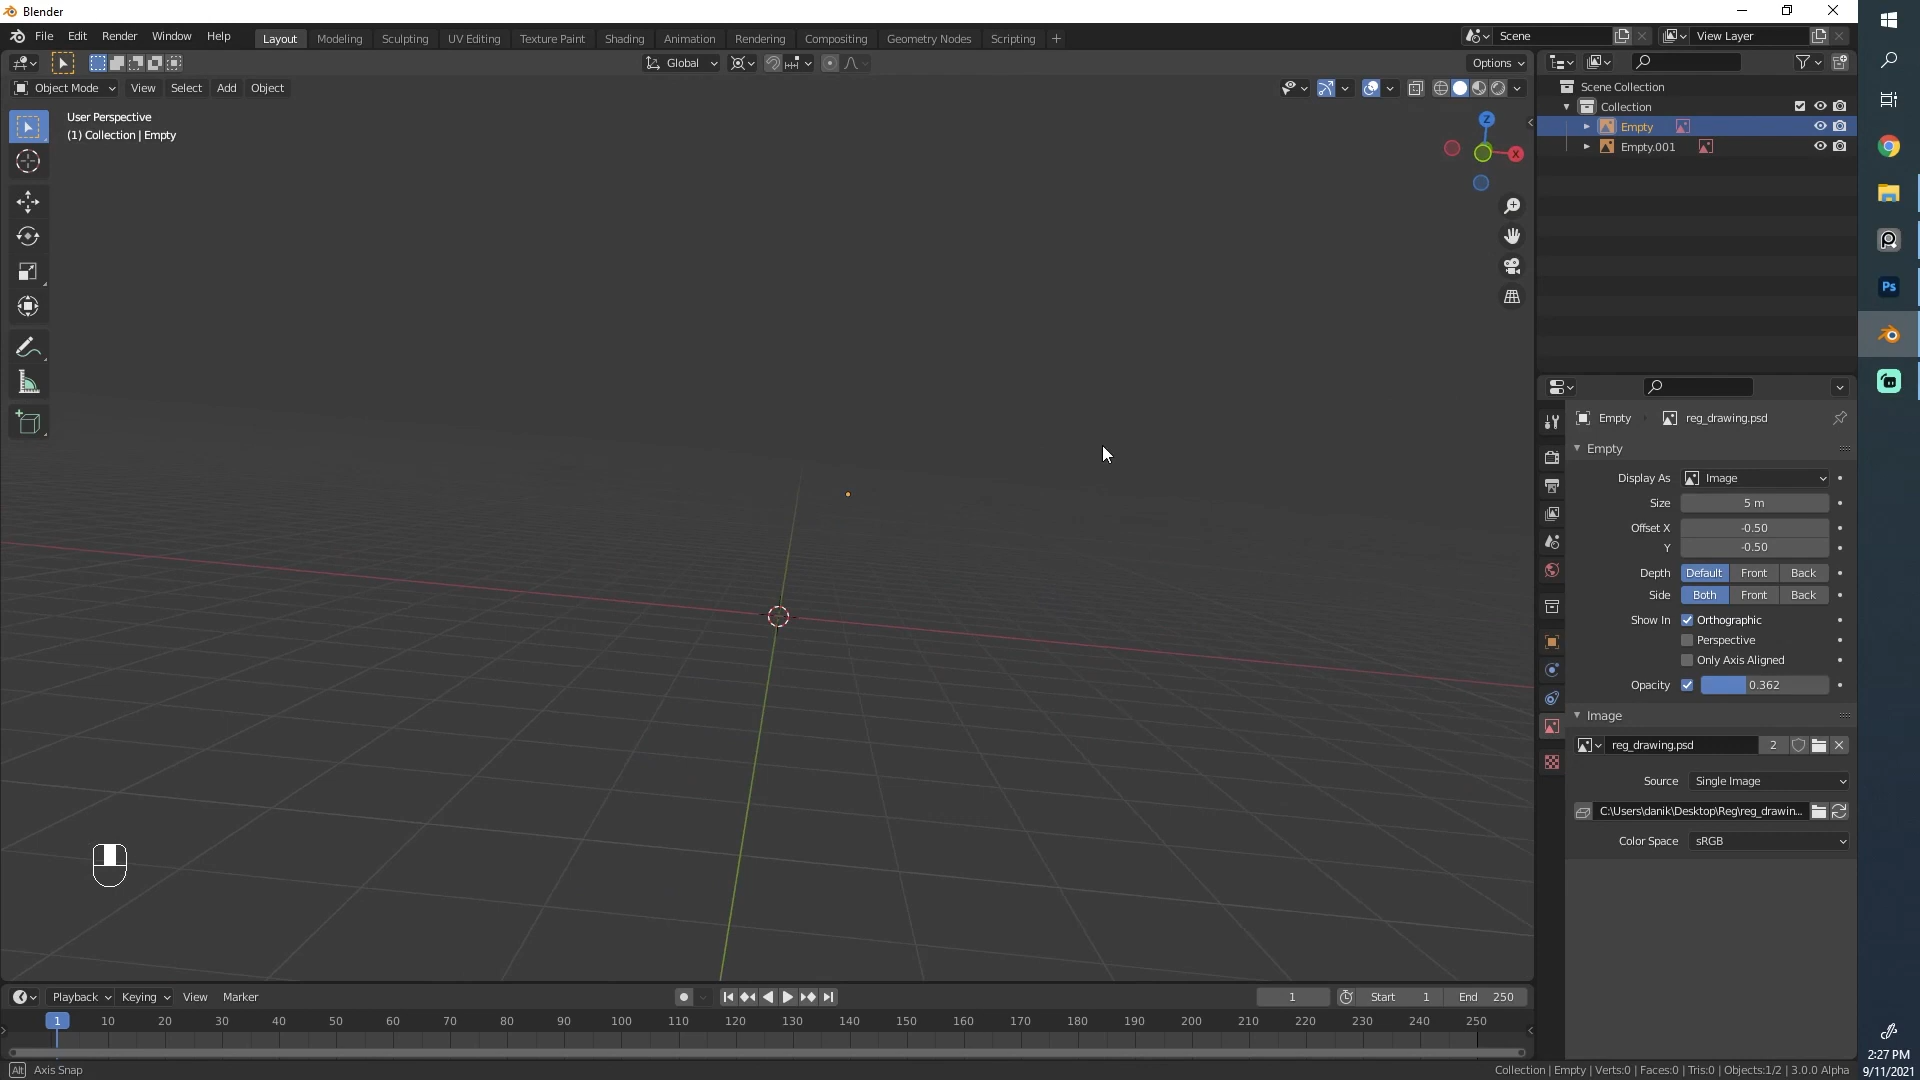 Blender
File Edit Render Window Help
Layout Modeling Sculpting UV Editing Texture Paint Shading Animation Rendering Compositing Geometry Nodes Scripting
Scene
View Layer
Global
Options
Object Mode View Select Add Object
User Perspective
(1) Collection | Empty
Z
X
Scene Collection
Collection
Empty
Empty.001
Ps
Empty reg_drawing.psd
Empty
Display As Image
Size 5 m
Offset X -0.50
Y -0.50
Depth Default Front Back
Side Both Front Back
Show In Orthographic
Perspective
Only Axis Aligned
Opacity 0.362
Image
reg_drawing.psd 2
Source Single Image
C:\Users\danik\Desktop\Reg\reg_drawin...
Color Space sRGB
Playback Keying View Marker
1
Start 1
End 250
1 10 20 30 40 50 60 70 80 90 100 110 120 130 140 150 160 170 180 190 200 210 220 230 240 250
Alt Axis Snap
Collection | Empty | Verts:0 | Faces:0 | Tris:0 | Objects:1/2 | 3.0.0 Alpha
2:27 PM
9/11/2021